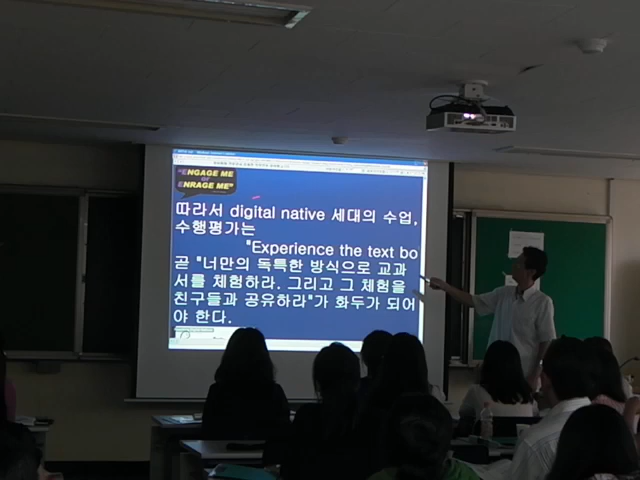 "ENGAGE ME
or
ENRAGE ME"
따라서 digital native 세대의 수업,
수행평가는
"Experience the text bo
곧 "너만의 독특한 방식으로 교과
서를 체험하라. 그리고 그 체험을
친구들과 공유하라"가 화두가 되어
야 한다.